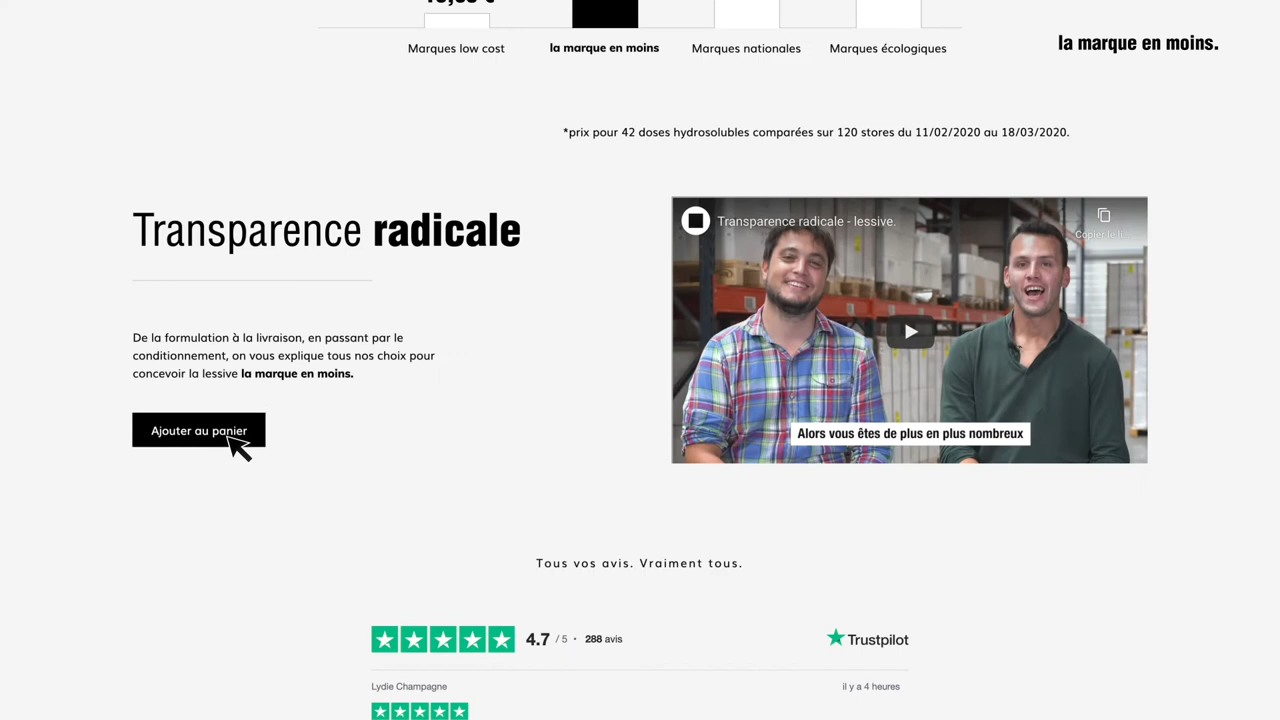 Marques low cost
la marque en moins
Marques nationales
Marques écologiques
la marque en moins.
*prix pour 42 doses hydrosolubles comparées sur 120 stores du 11/02/2020 au 18/03/2020.
Transparence radicale
De la formulation à la livraison, en passant par le
conditionnement, on vous explique tous nos choix pour
concevoir la lessive la marque en moins.
Ajouter au panier
Transparence radicale - lessive.
Copier le li...
Alors vous êtes de plus en plus nombreux
Tous vos avis. Vraiment tous.
4.7 / 5 • 288 avis
Trustpilot
Lydie Champagne
il y a 4 heures